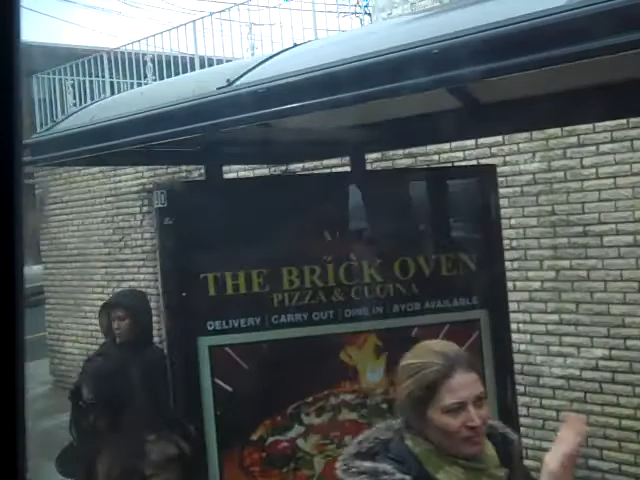 THE BRICK OVEN
PIZZA & CUCINA
DELIVERY | CARRY OUT | DINE IN | BYOB AVAILABLE